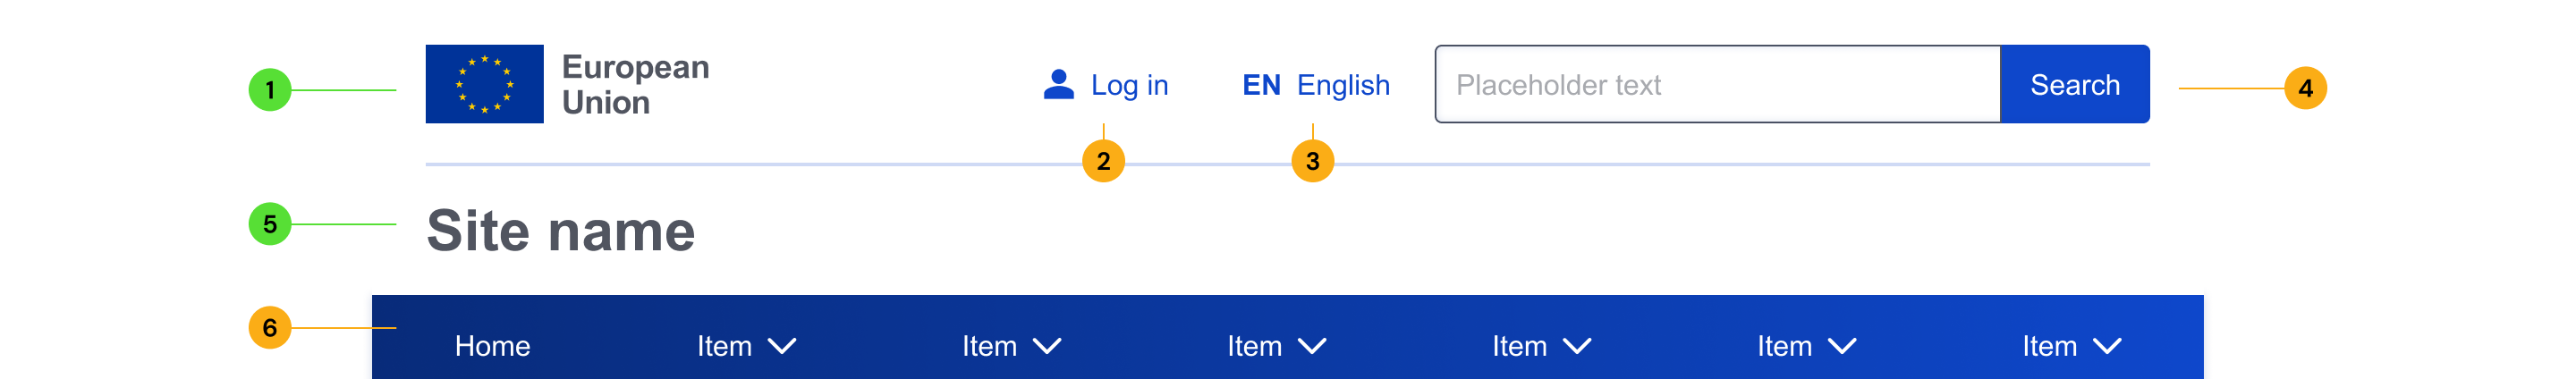 1
European
Union
Log in
EN English
Placeholder text
Search
4
2
3
5
Site name
6
Home
Item
Item
Item
Item
Item
Item